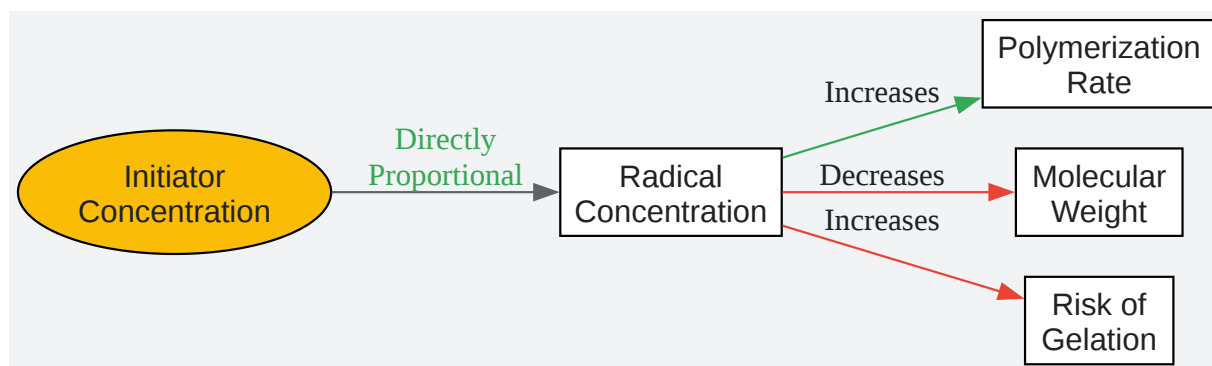 Initiator
Concentration
Directly
Proportional
Radical
Concentration
Increases
Polymerization
Rate
Decreases
Molecular
Weight
Increases
Risk of
Gelation